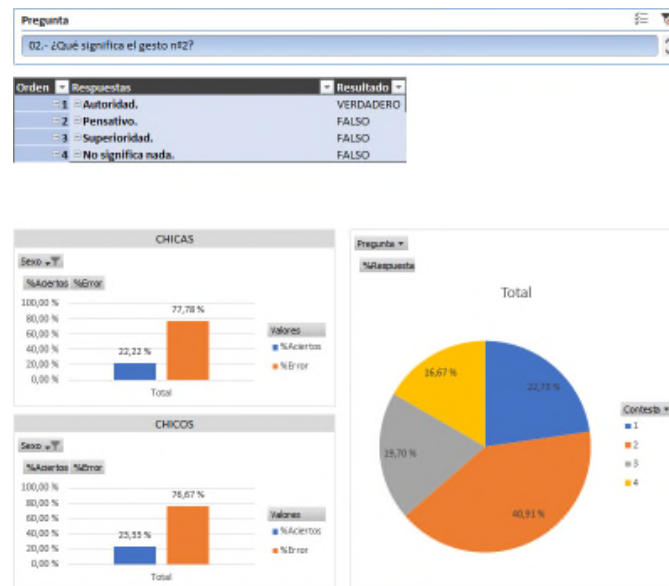 Pregunta
02.- ¿Qué significa el gesto nº2?
Orden Respuestas Resultado
1 Autoridad. VERDADERO
2 Pensativo. FALSO
3 Superioridad. FALSO
4 No significa nada. FALSO
CHICAS
Sexo
%Aciertos %Error
100,00 %
80,00 %
60,00 %
40,00 %
20,00 %
0,00 %
22,22 %
77,78 %
Total
Valores
%Aciertos
%Error
CHICOS
Sexo
%Aciertos %Error
100,00 %
80,00 %
60,00 %
40,00 %
20,00 %
0,00 %
23,33 %
76,67 %
Total
Valores
%Aciertos
%Error
Pregunta
%Respuesta
Total
22,73 %
40,91 %
19,70 %
16,67 %
Contesta
1
2
3
4